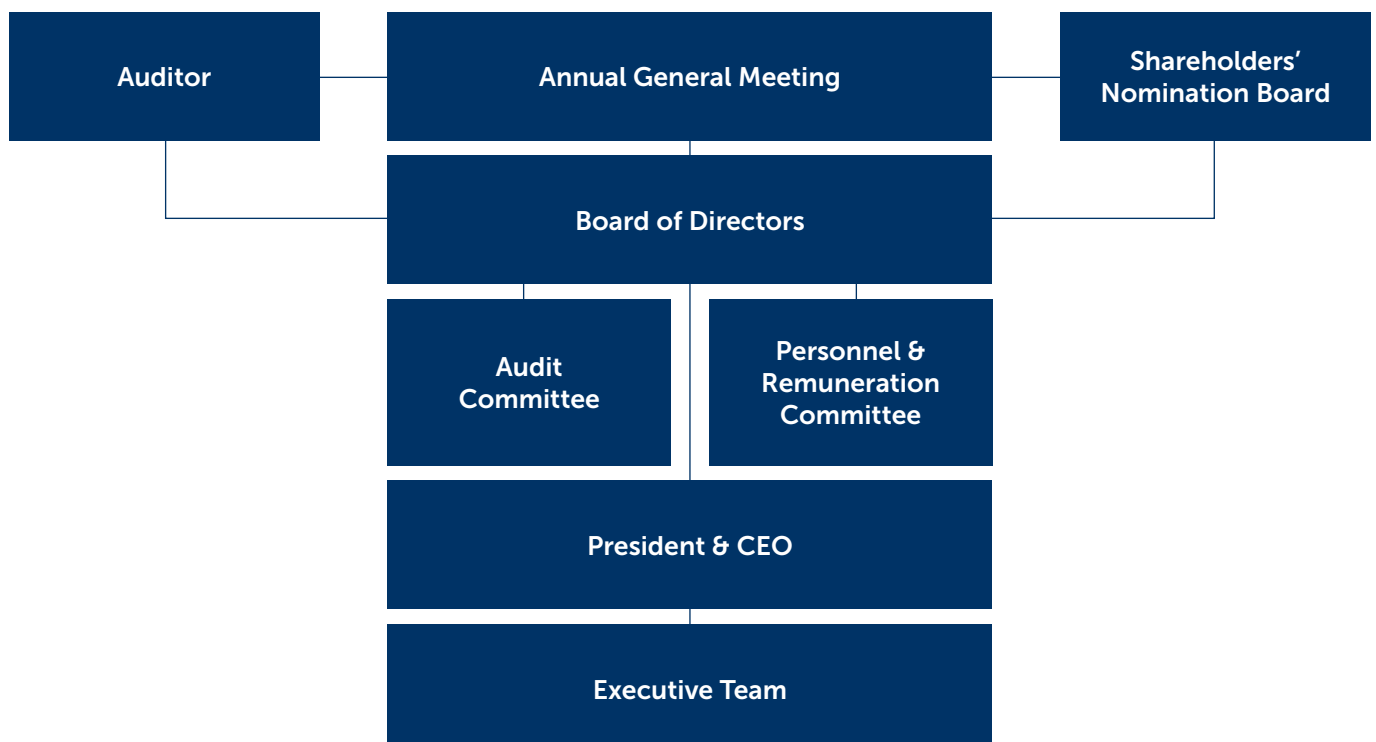 Auditor
Annual General Meeting
Shareholders’
Nomination Board
Board of Directors
Audit
Committee
Personnel &
Remuneration
Committee
President & CEO
Executive Team